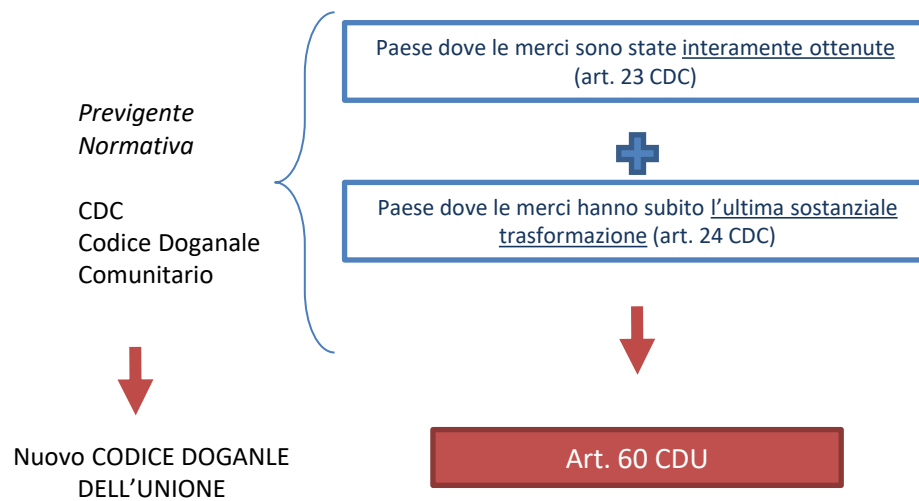 Paese dove le merci sono state interamente ottenute
(art. 23 CDC)
Previgente
Normativa
CDC
Codice Doganale
Comunitario
Paese dove le merci hanno subito l’ultima sostanziale
trasformazione (art. 24 CDC)
Nuovo CODICE DOGANLE
DELL’UNIONE
Art. 60 CDU